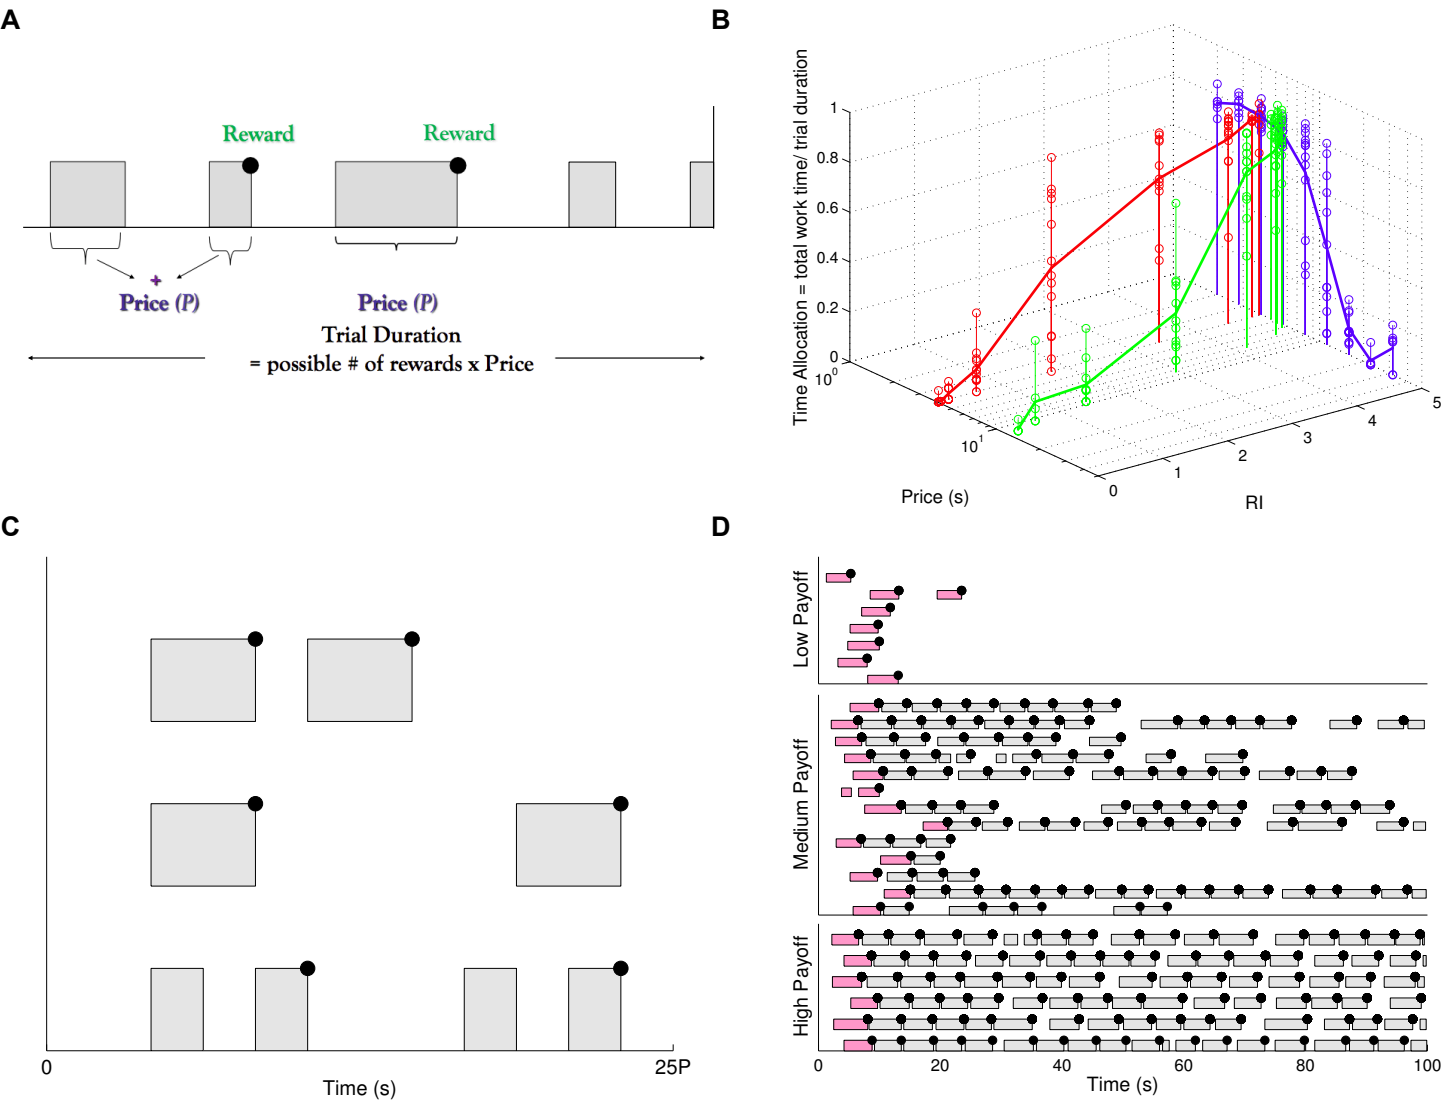 A
Reward
Reward
+
Price (P)
Price (P)
Trial Duration
= possible # of rewards x Price
B
Time Allocation = total work time/ trial duration
1
0.8
0.6
0.4
0.2
0
10^0
10^1
Price (s)
0
1
2
3
4
5
RI
C
0
25P
Time (s)
D
Low Payoff
Medium Payoff
High Payoff
0
20
40
60
80
100
Time (s)